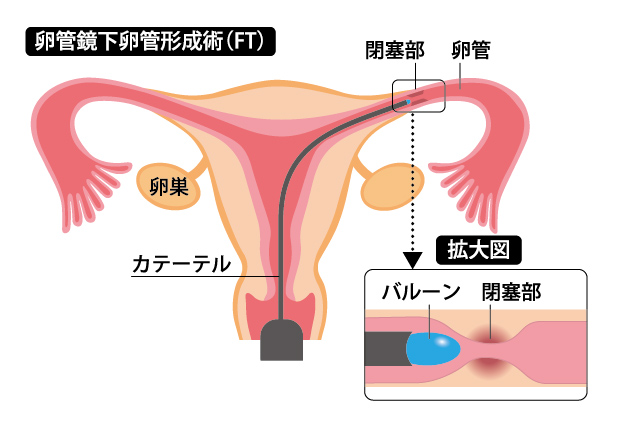 卵管鏡下卵管形成術（FT）
閉塞部
卵管
卵巣
カテーテル
拡大図
バルーン
閉塞部